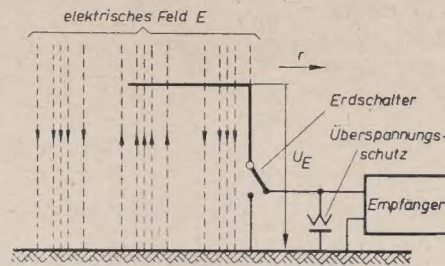 elektrisches Feld E
r
Erdschalter
Überspannungs-
schutz
U_E
Empfänger